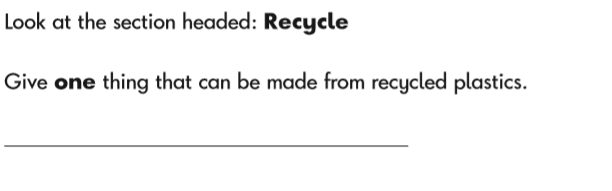 Look at the section headed: Recycle
Give one thing that can be made from recycled plastics.